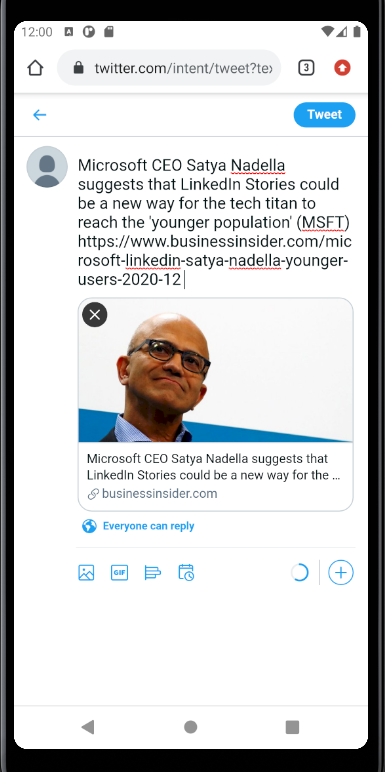 12:00
twitter.com/intent/tweet?te
3
Tweet
Microsoft CEO Satya Nadella
suggests that LinkedIn Stories could
be a new way for the tech titan to
reach the 'younger population' (MSFT)
https://www.businessinsider.com/mic
rosoft-linkedin-satya-nadella-younger-
users-2020-12
Microsoft CEO Satya Nadella suggests that
LinkedIn Stories could be a new way for the ...
businessinsider.com
Everyone can reply
GIF